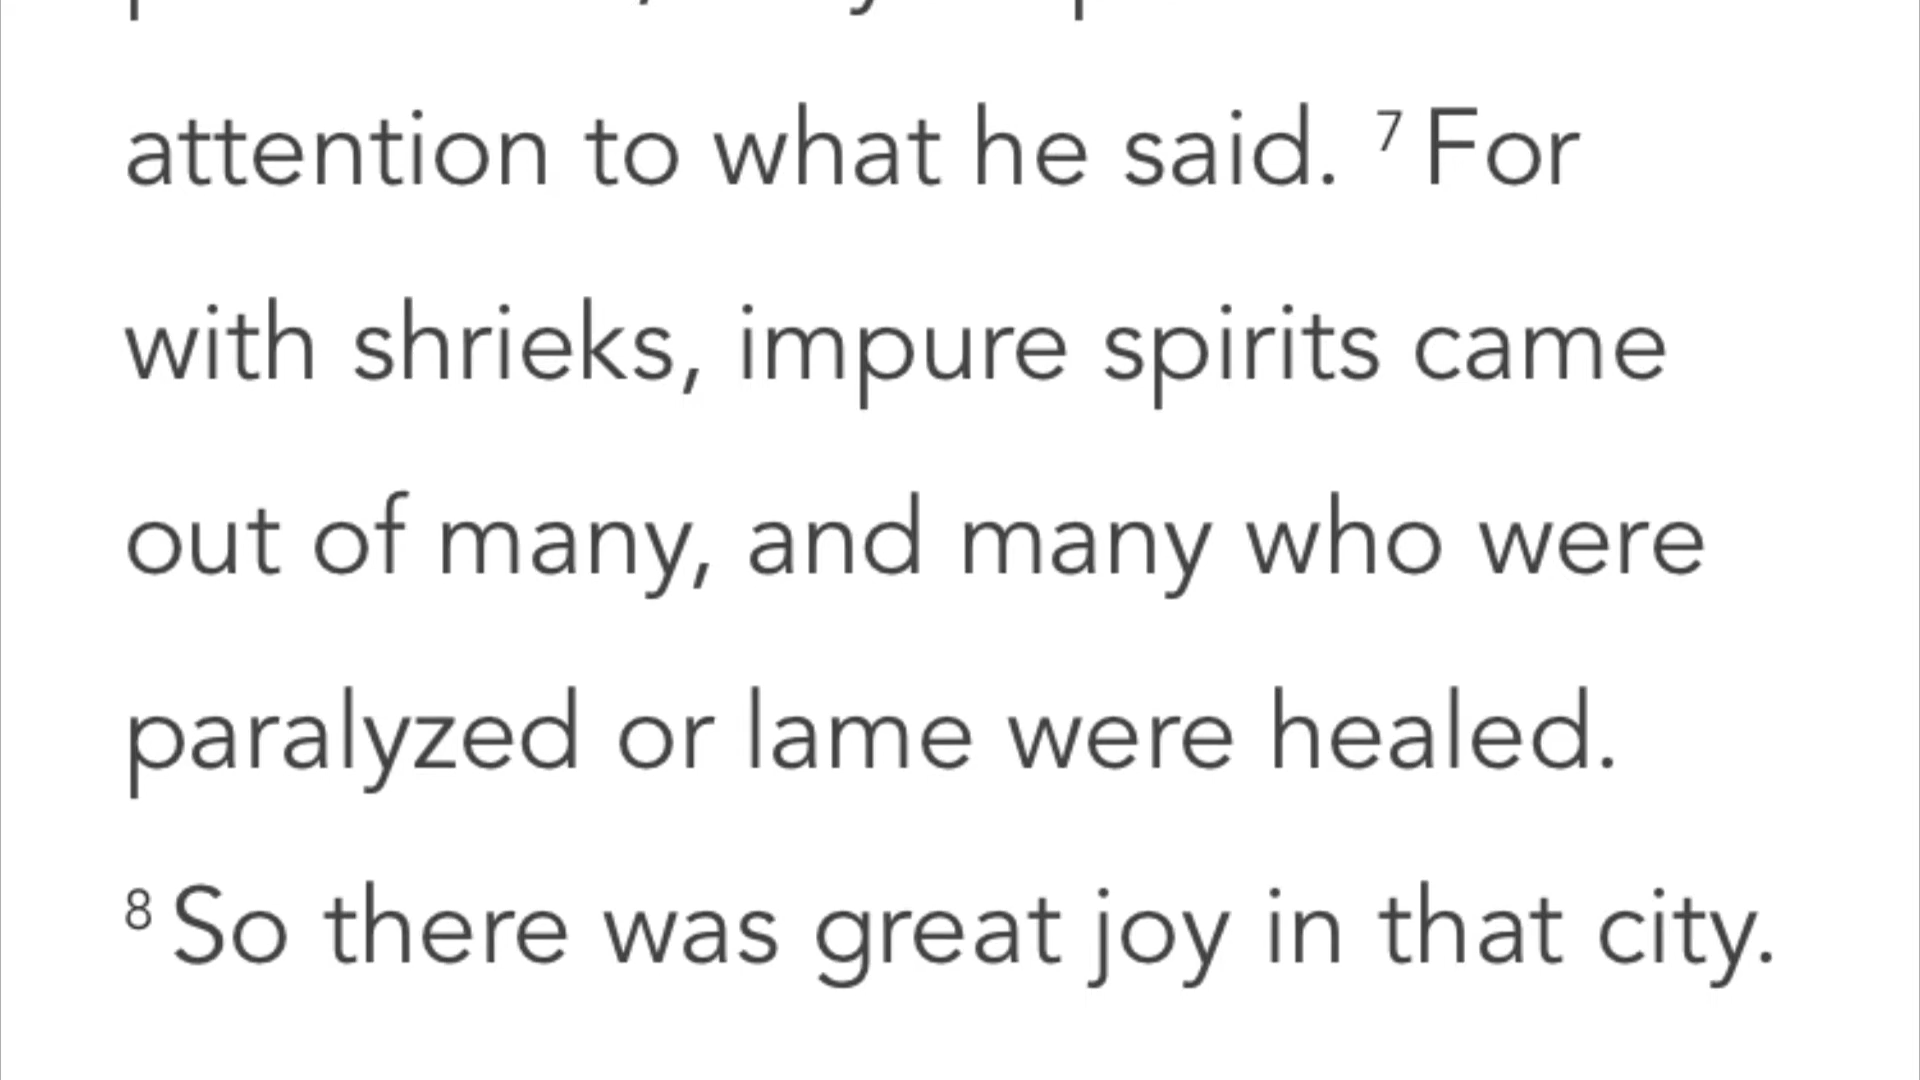 attention to what he said. 7 For
with shrieks, impure spirits came
out of many, and many who were
paralyzed or lame were healed.
8 So there was great joy in that city.